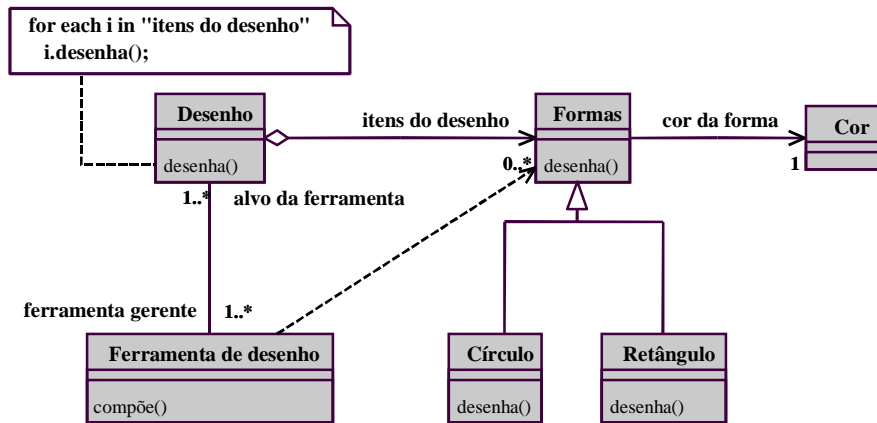 for each i in "itens do desenho"
i.desenha();
Desenho
desenha()
itens do desenho
0..*
Formas
desenha()
cor da forma
1
Cor
1..*
alvo da ferramenta
ferramenta gerente
1..*
Ferramenta de desenho
compõe()
Círculo
desenha()
Retângulo
desenha()